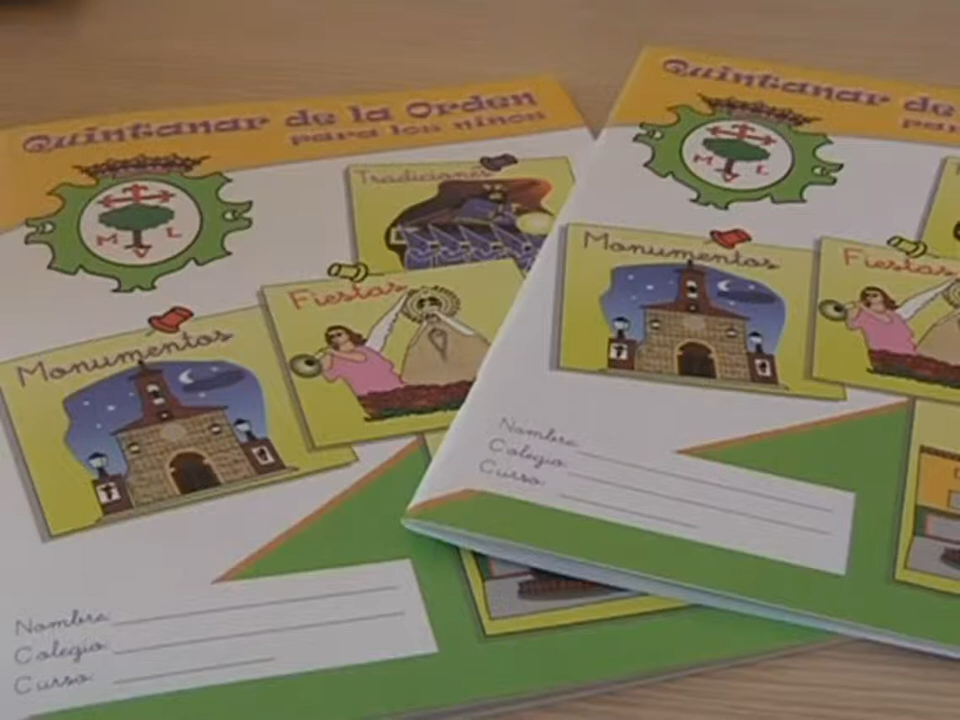 Quintanar de la Orden
para los niños
M L
Tradiciones
Fiestas
Monumentos
Nombre
Colegio
Curso
Quintanar de
M L
Monumentos
Fiestas
Nombre
Colegio
Curso